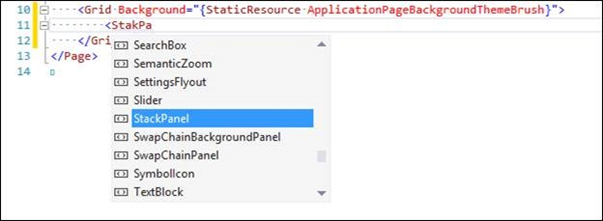 10 <Grid Background="{StaticResource ApplicationPageBackgroundThemeBrush}">
11 <StakPa
12 </Gri
SearchBox
13 </Page>
SemanticZoom
14
SettingsFlyout
Slider
StackPanel
SwapChainBackgroundPanel
SwapChainPanel
SymbolIcon
TextBlock